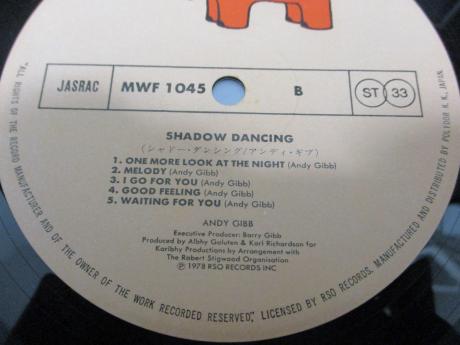 JASRAC
MWF 1045
B
ST 33
SHADOW DANCING
(シャドー・ダンシング/アンディ・ギブ)
1. ONE MORE LOOK AT THE NIGHT (Andy Gibb)
2. MELODY (Andy Gibb)
3. I GO FOR YOU (Andy Gibb)
4. GOOD FEELING (Andy Gibb)
5. WAITING FOR YOU (Andy Gibb)
ANDY GIBB
Executive Producer: Barry Gibb
Produced by Albhy Galuten & Karl Richardson for
Karlbhy Productions by Arrangement with
The Robert Stigwood Organisation
Ⓟ 1978 RSO RECORDS INC
"ALL RIGHTS OF THE RECORD MANUFACTURER AND OF THE OWNER OF THE WORK RECORDED RESERVED", LICENSED BY RSO RECORDS. MANUFACTURED AND DISTRIBUTED BY POLYDOR K. K., JAPAN.